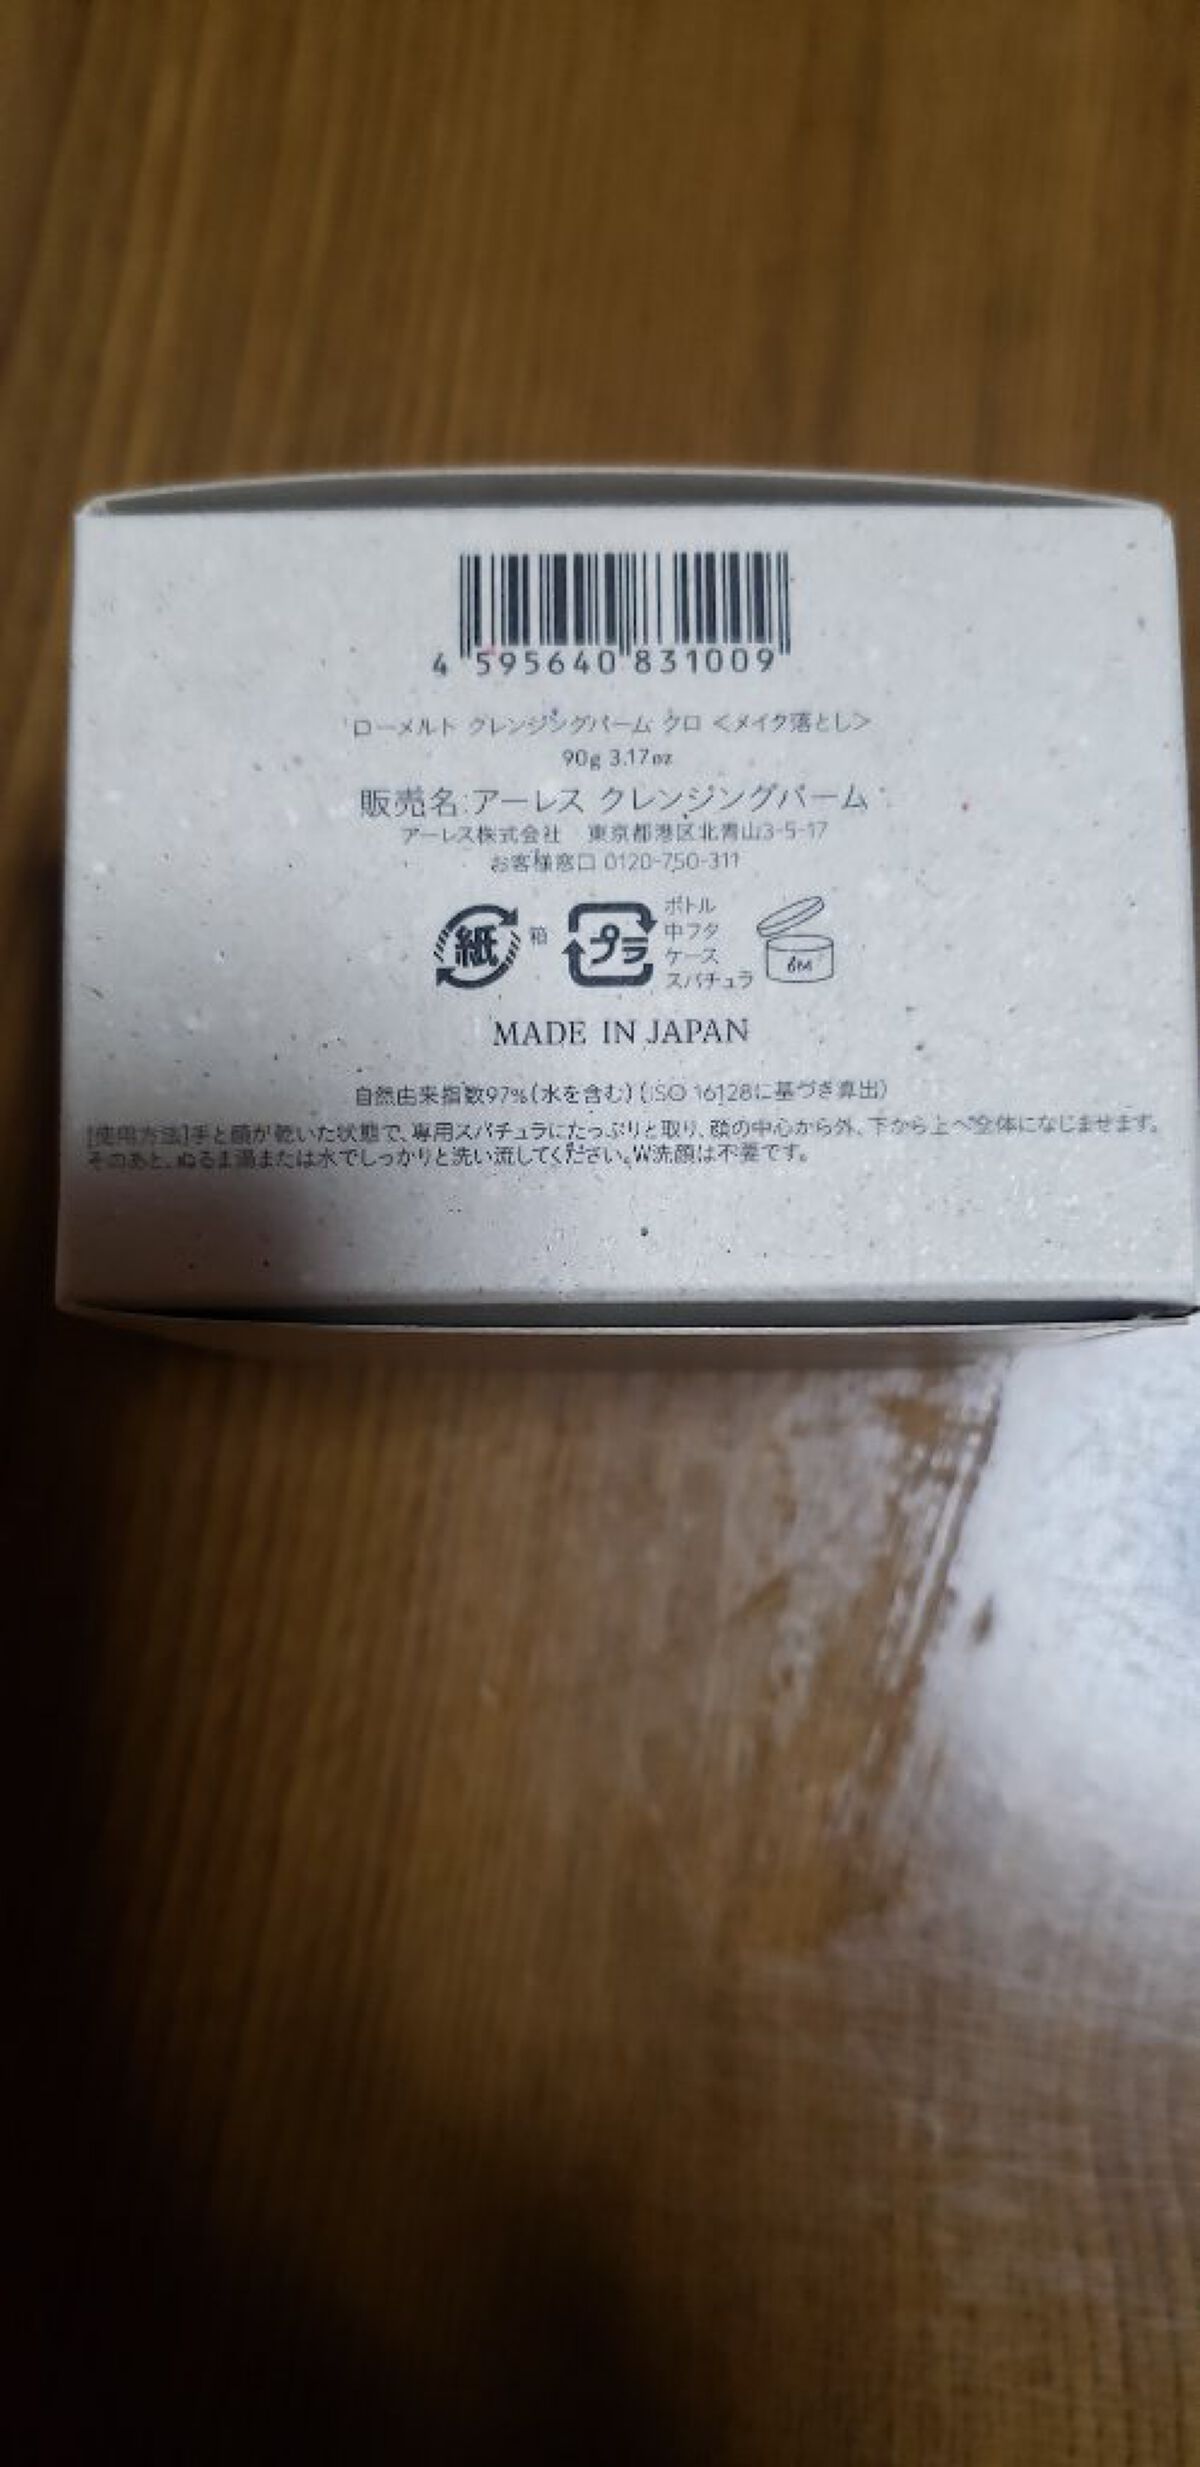 4 595640 831009
ローメルト クレンジングバーム クロ <メイク落とし>
90g 3.17oz
販売名:アーレス クレンジングバーム
アーレス株式会社 東京都港区北青山3-5-17
お客様窓口 0120-750-311
紙 箱
プラ ボトル
中フタ
ケース
スパチュラ
6M
MADE IN JAPAN
自然由来指数97%(水を含む)(ISO 16128に基づき算出)
[使用方法]手と顔が乾いた状態で、専用スパチュラにたっぷりと取り、顔の中心から外、下から上へ全体になじませます。
そのあと、ぬるま湯または水でしっかりと洗い流してください。W洗顔は不要です。